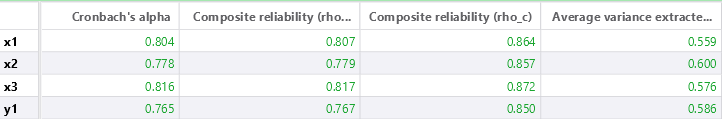 Cronbach's alpha Composite reliability (rho... Composite reliability (rho_c) Average variance extracte...
x1 0.804 0.807 0.864 0.559
x2 0.778 0.779 0.857 0.600
x3 0.816 0.817 0.872 0.576
y1 0.765 0.767 0.850 0.586